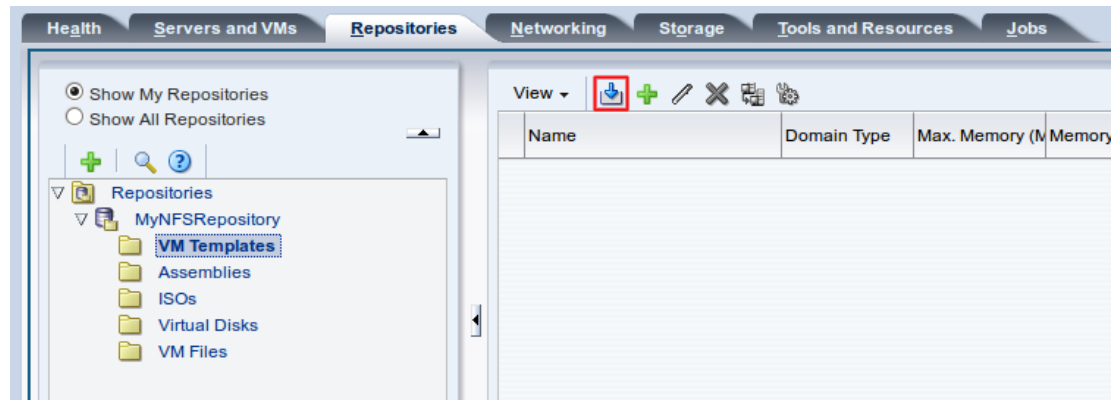 Health Servers and VMs Repositories Networking Storage Tools and Resources Jobs
Show My Repositories
Show All Repositories
View
Name Domain Type Max. Memory (M Memory
Repositories
MyNFSRepository
VM Templates
Assemblies
ISOs
Virtual Disks
VM Files